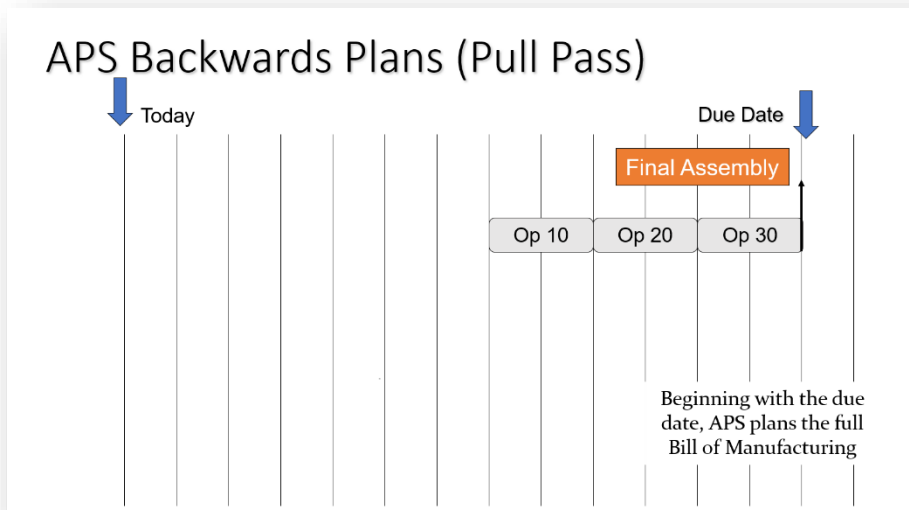 APS Backwards Plans (Pull Pass)
Today
Due Date
Final Assembly
Op 10
Op 20
Op 30
Beginning with the due
date, APS plans the full
Bill of Manufacturing